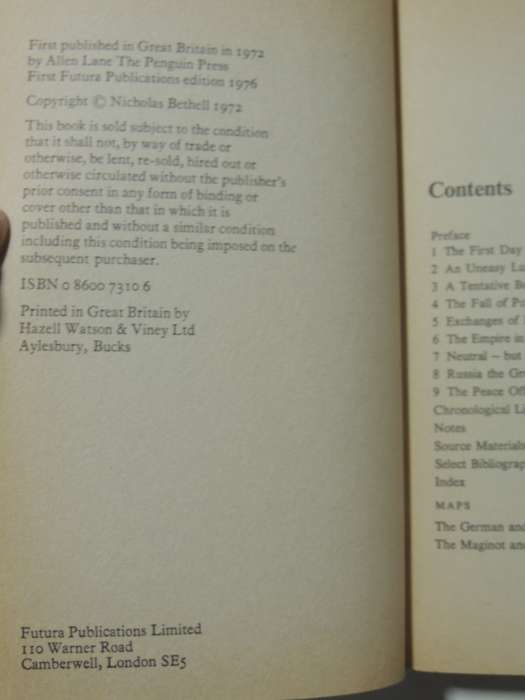 First published in Great Britain in 1972
by Allen Lane The Penguin Press
First Futura Publications edition 1976
Copyright © Nicholas Bethell 1972
This book is sold subject to the condition
that it shall not, by way of trade or
otherwise, be lent, re-sold, hired out or
otherwise circulated without the publisher's
prior consent in any form of binding or
cover other than that in which it is
published and without a similar condition
including this condition being imposed on the
subsequent purchaser.
ISBN 0 8600 7310 6
Printed in Great Britain by
Hazell Watson & Viney Ltd
Aylesbury, Bucks
Futura Publications Limited
110 Warner Road
Camberwell, London SE5
Contents
Preface
1 The First Day
2 An Uneasy
3 A Tentative
4 The Fall of
5 Exchanges of
6 The Empire in
7 Neutral – but
8 Russia the
9 The Peace
Chronological
Notes
Source Materials
Select
Index
MAPS
The German and
The Maginot and